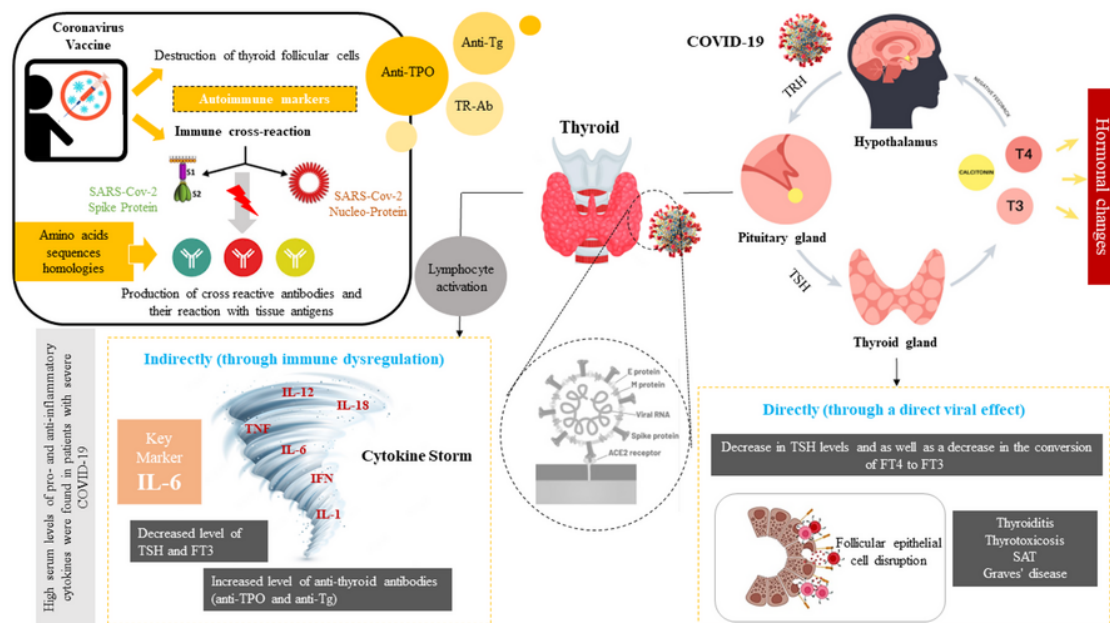 Coronavirus
Vaccine
Destruction of thyroid follicular cells
Autoimmune markers
Immune cross-reaction
S1
S2
SARS-Cov-2
Spike Protein
SARS-Cov-2
Nucleo-Protein
Amino acids
sequences
homologies
Production of cross reactive antibodies and
their reaction with tissue antigens
Anti-TPO
Anti-Tg
TR-Ab
Thyroid
Lymphocyte
activation
COVID-19
TRH
Hypothalamus
NEGATIVE FEEDBACK
Pituitary gland
TSH
Thyroid gland
CALCITONIN
T4
T3
Hormonal
changes
High serum levels of pro- and anti-inflammatory
cytokines were found in patients with severe
COVID-19
Indirectly (through immune dysregulation)
IL-12
IL-18
TNF
IL-6
IFN
IL-1
Key
Marker
IL-6
Cytokine Storm
Decreased level of
TSH and FT3
Increased level of anti-thyroid antibodies
(anti-TPO and anti-Tg)
E protein
M protein
Viral RNA
Spike protein
ACE2 receptor
Directly (through a direct viral effect)
Decrease in TSH levels and as well as a decrease in the conversion
of FT4 to FT3
Follicular epithelial
cell disruption
Thyroiditis
Thyrotoxicosis
SAT
Graves' disease